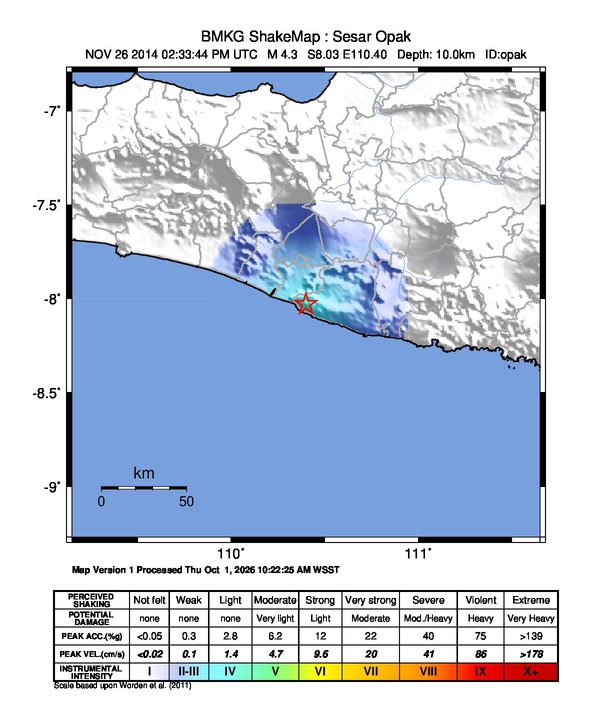 BMKG ShakeMap : Sesar Opak
NOV 26 2014 02:33:44 PM UTC M 4.3 S8.03 E110.40 Depth: 10.0km ID:opak
-7°
-7.5°
-8°
-8.5°
-9°
km
0 50
110° 111°
Map Version 1 Processed Thu Oct 1, 2026 10:22:25 AM WSST
PERCEIVED SHAKING Not felt Weak Light Moderate Strong Very strong Severe Violent Extreme
POTENTIAL DAMAGE none none none Very light Light Moderate Mod./Heavy Heavy Very Heavy
PEAK ACC.(%g) <0.05 0.3 2.8 6.2 12 22 40 75 >139
PEAK VEL.(cm/s) <0.02 0.1 1.4 4.7 9.6 20 41 86 >178
INSTRUMENTAL INTENSITY I II-III IV V VI VII VIII IX X+
Scale based upon Worden et al. (2011)